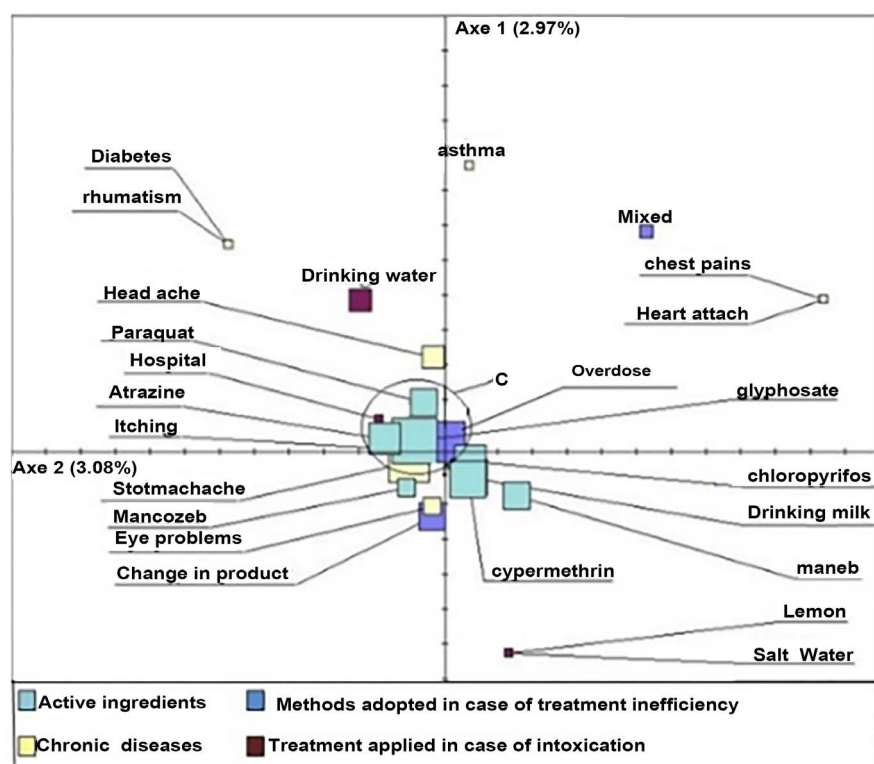 Axe 1 (2.97%)
asthma
Diabetes
rhumatism
Mixed
chest pains
Drinking water
Head ache
Heart attach
Paraquat
Hospital
C
Overdose
Atrazine
glyphosate
Itching
Axe 2 (3.08%)
chloropyrifos
Stotmachache
Drinking milk
Mancozeb
Eye problems
maneb
Change in product
cypermethrin
Lemon
Salt Water
Active ingredients
Methods adopted in case of treatment inefficiency
Chronic diseases
Treatment applied in case of intoxication